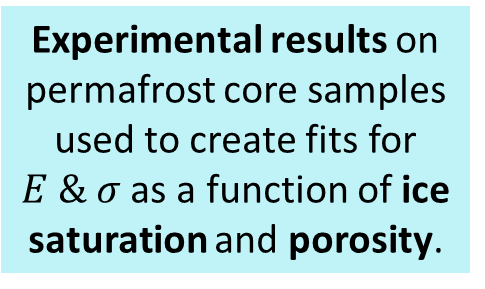 Experimental results on
permafrost core samples
used to create fits for
E & σ as a function of ice
saturation and porosity.